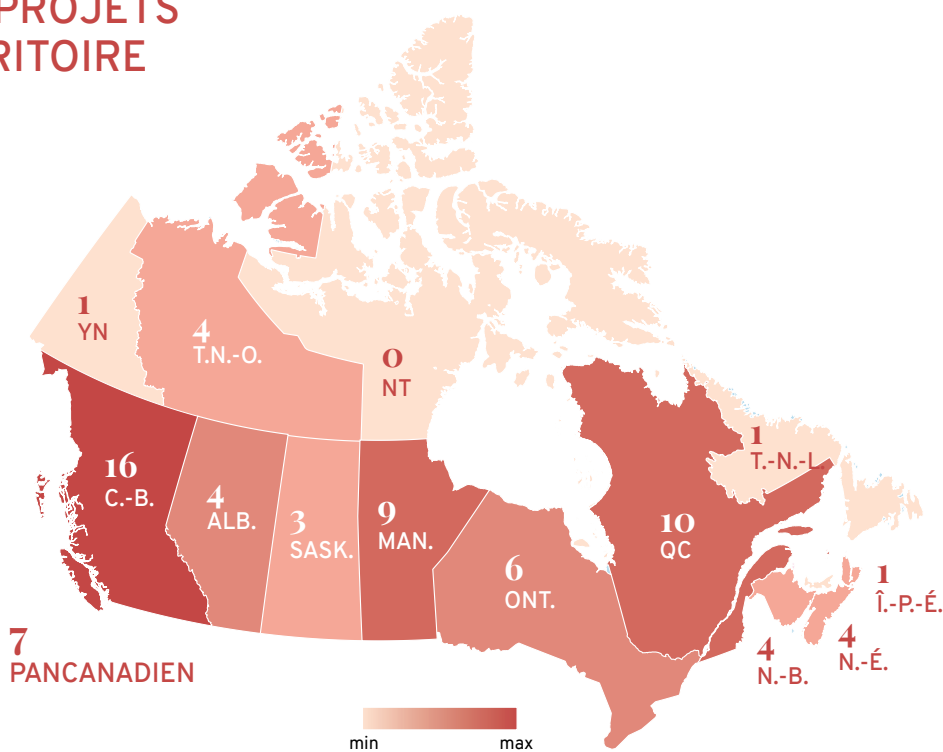 PROJETS
RITOIRE
1
YN
4
T.N.-O.
0
NT
16
C.-B.
4
ALB.
3
SASK.
9
MAN.
6
ONT.
10
QC
1
T.-N.-L.
1
Î.-P.-É.
4
N.-É.
4
N.-B.
7
PANCANADIEN
min max